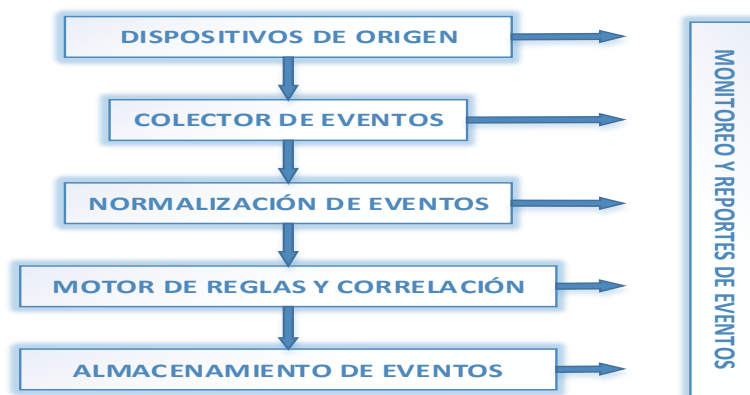 DISPOSITIVOS DE ORIGEN
COLECTOR DE EVENTOS
NORMALIZACIÓN DE EVENTOS
MOTOR DE REGLAS Y CORRELACIÓN
ALMACENAMIENTO DE EVENTOS
MONITOREO Y REPORTES DE EVENTOS